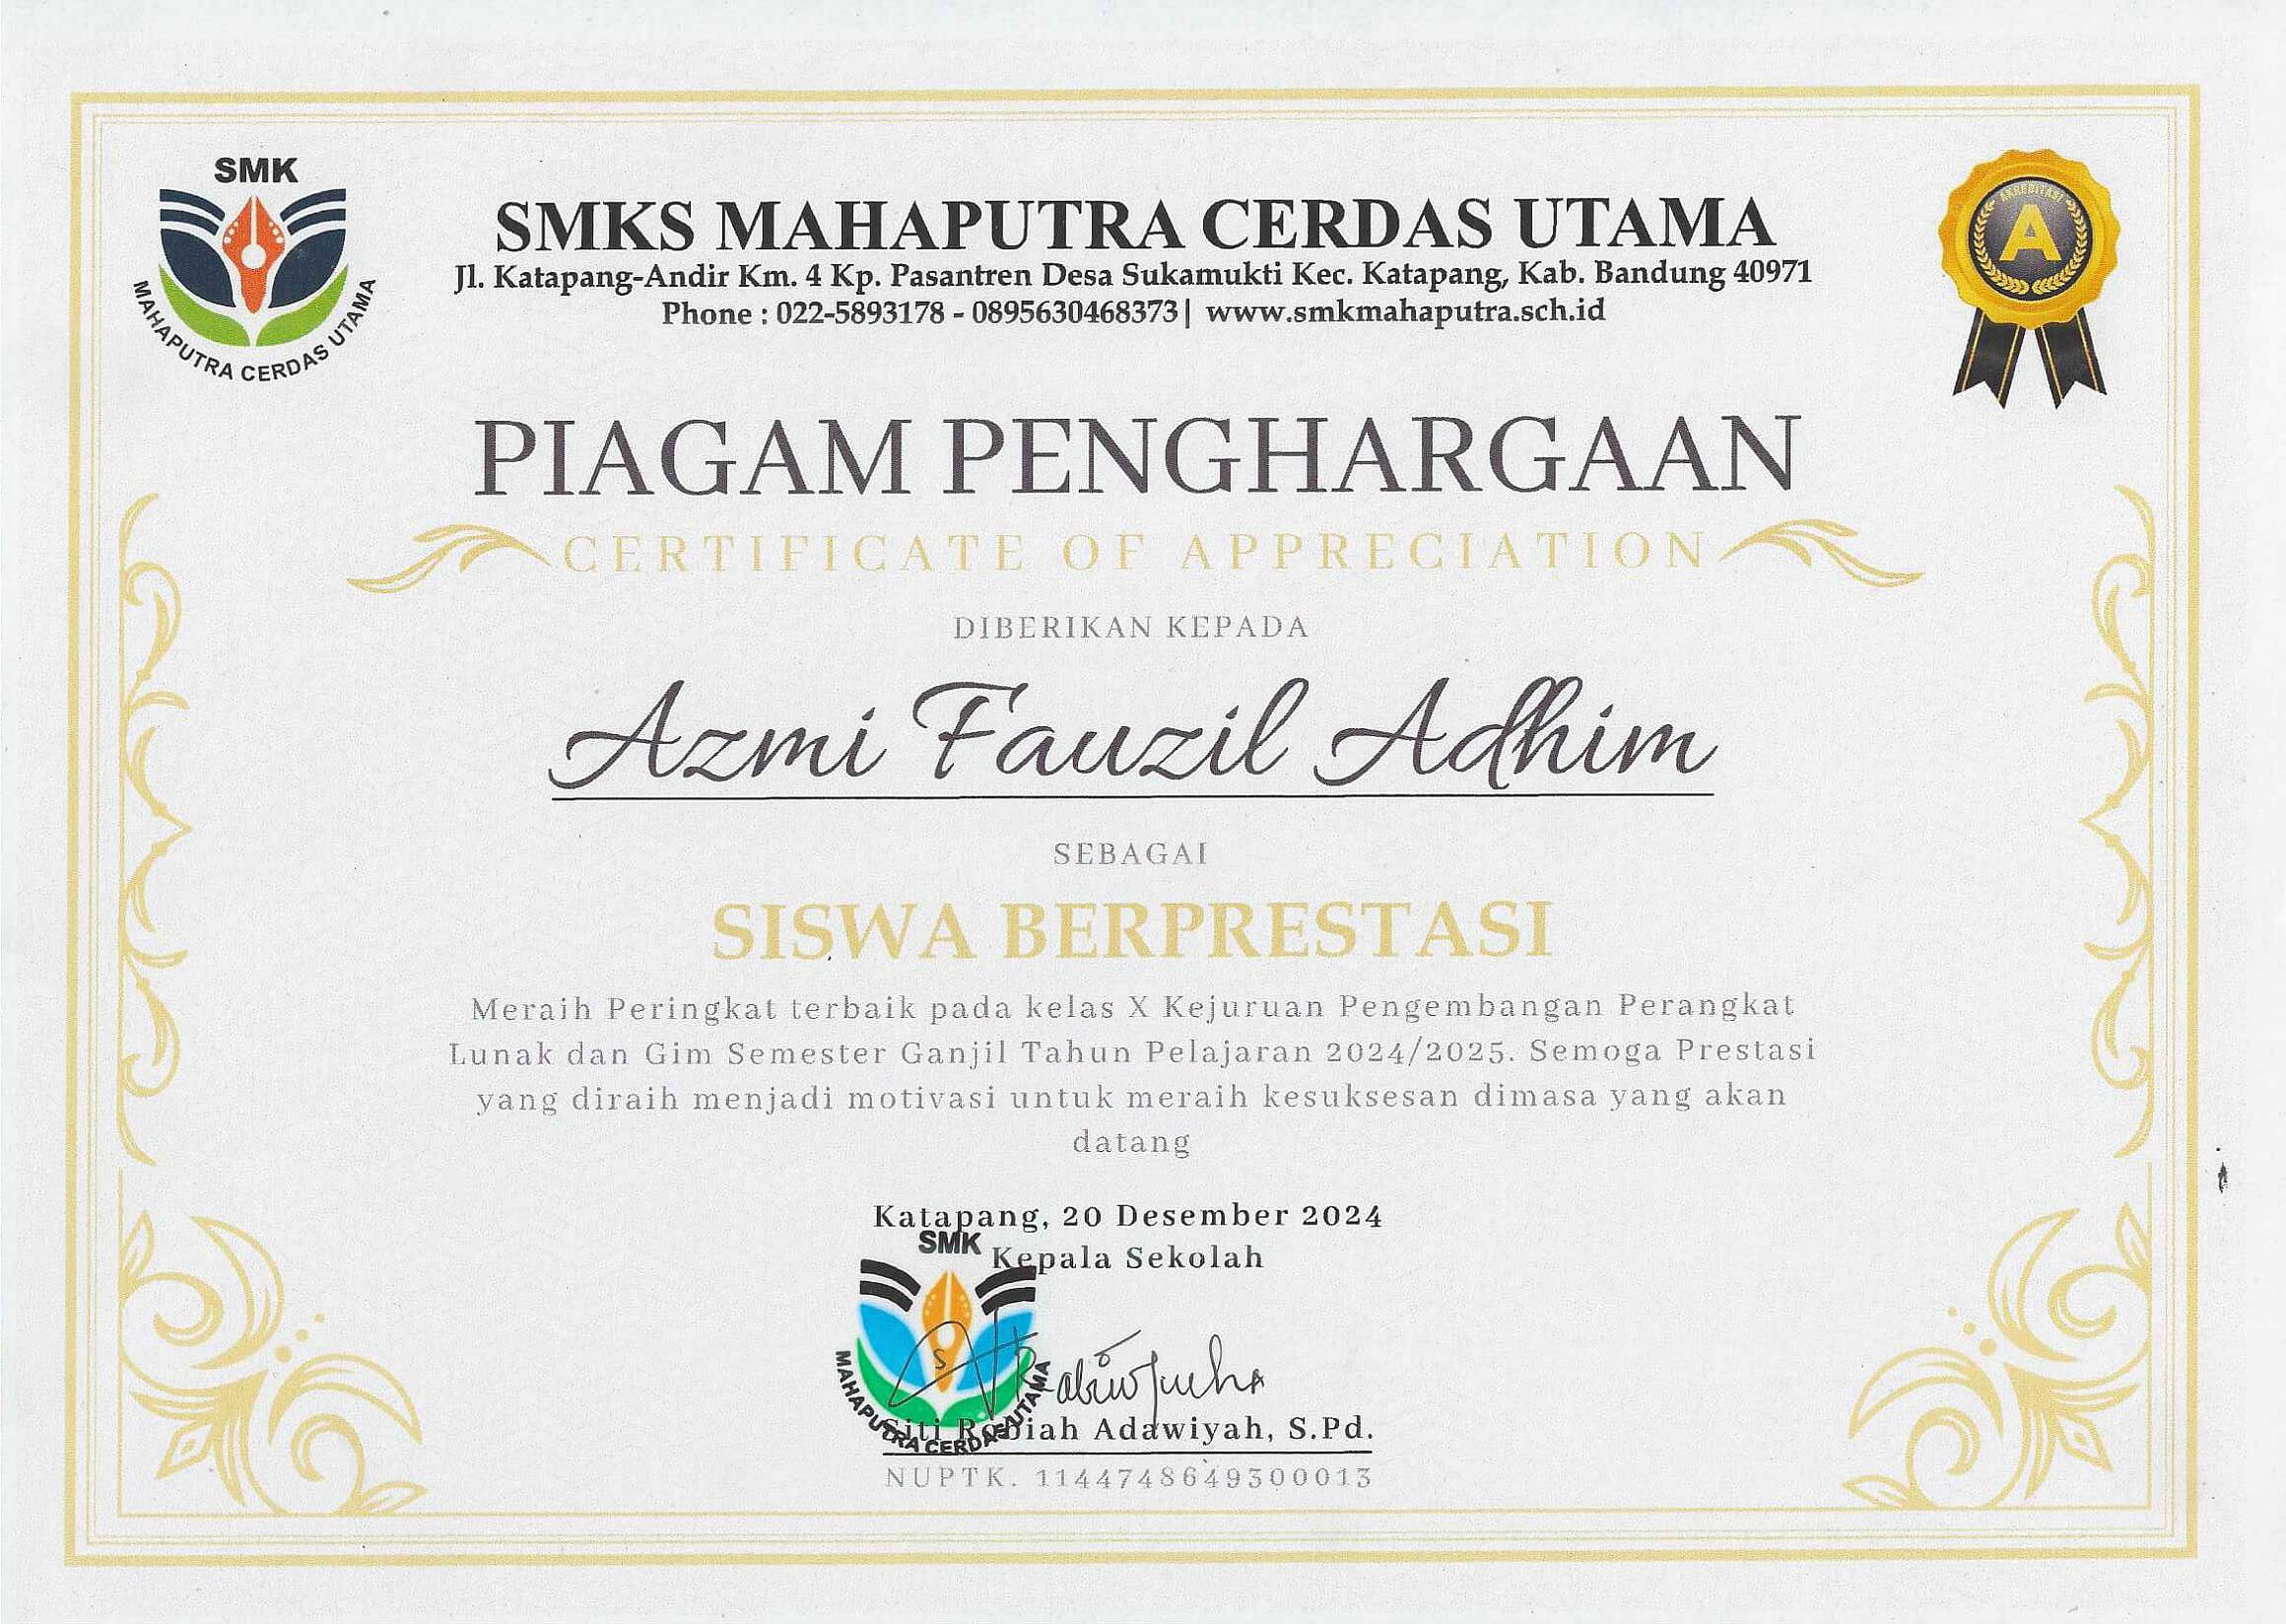 SMK
MAHAPUTRA CERDAS UTAMA
SMKS MAHAPUTRA CERDAS UTAMA
Jl. Katapang-Andir Km. 4 Kp. Pasantren Desa Sukamukti Kec. Katapang, Kab. Bandung 40971
Phone : 022-5893178 - 0895630468373| www.smkmahaputra.sch.id
AKREDITASI
A
PIAGAM PENGHARGAAN
CERTIFICATE OF APPRECIATION
DIBERIKAN KEPADA
Azmi Fauzil Adhim
SEBAGAI
SISWA BERPRESTASI
Meraih Peringkat terbaik pada kelas X Kejuruan Pengembangan Perangkat
Lunak dan Gim Semester Ganjil Tahun Pelajaran 2024/2025. Semoga Prestasi
yang diraih menjadi motivasi untuk meraih kesuksesan dimasa yang akan
datang
Katapang, 20 Desember 2024
Kepala Sekolah
SMK
MAHAPUTRA CERDAS UTAMA
Siti Robiah Adawiyah, S.Pd.
NUPTK. 1144748649300013